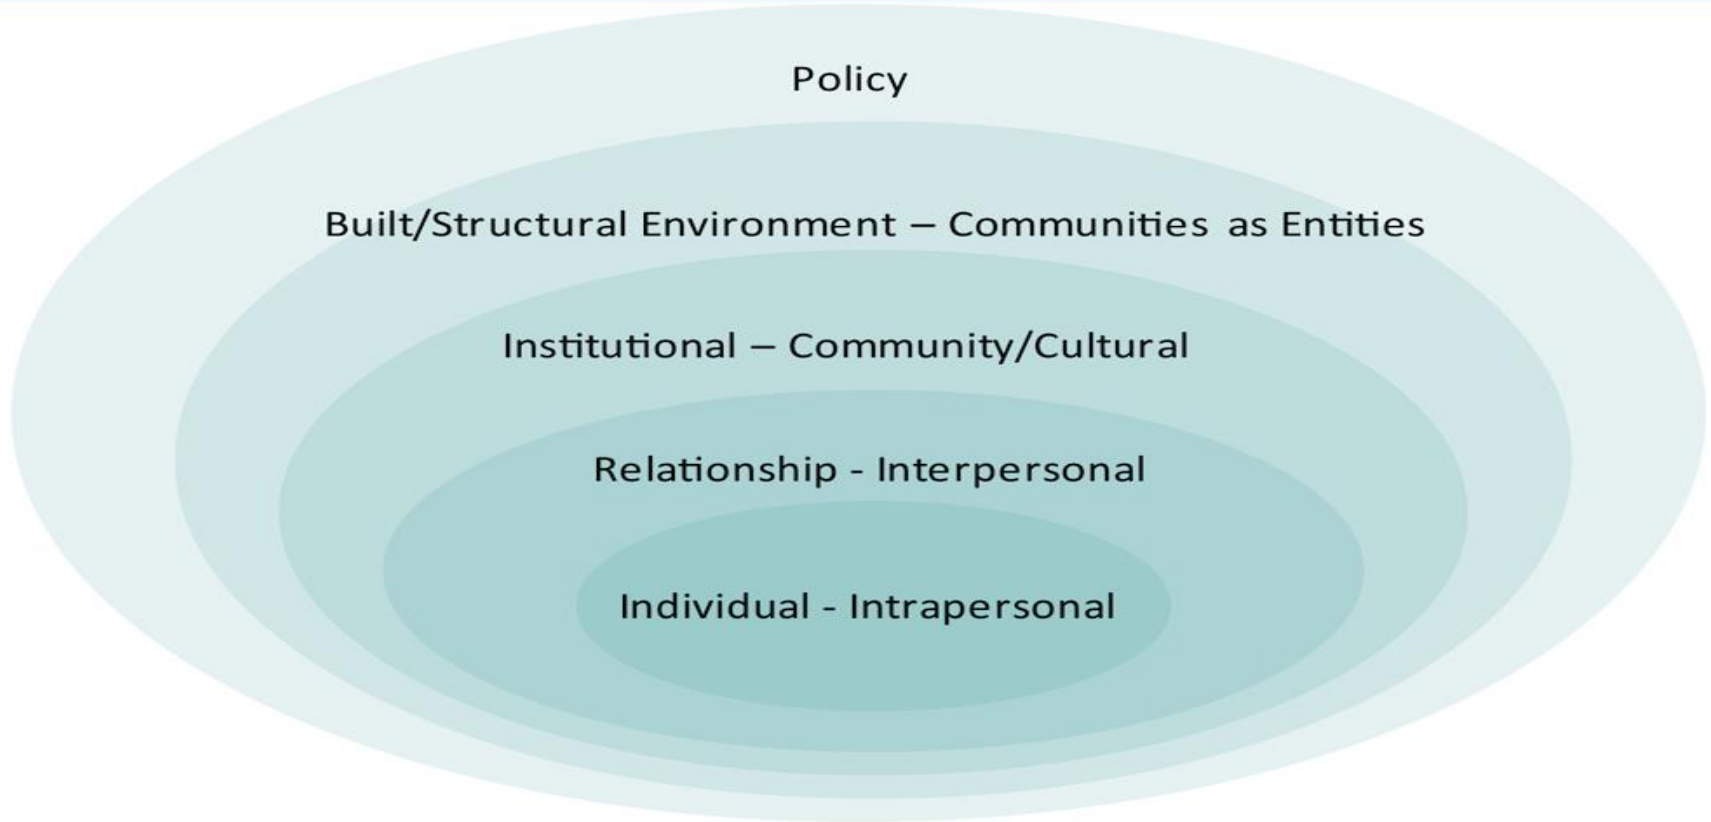 Policy
Built/Structural Environment – Communities as Entities
Institutional – Community/Cultural
Relationship - Interpersonal
Individual - Intrapersonal